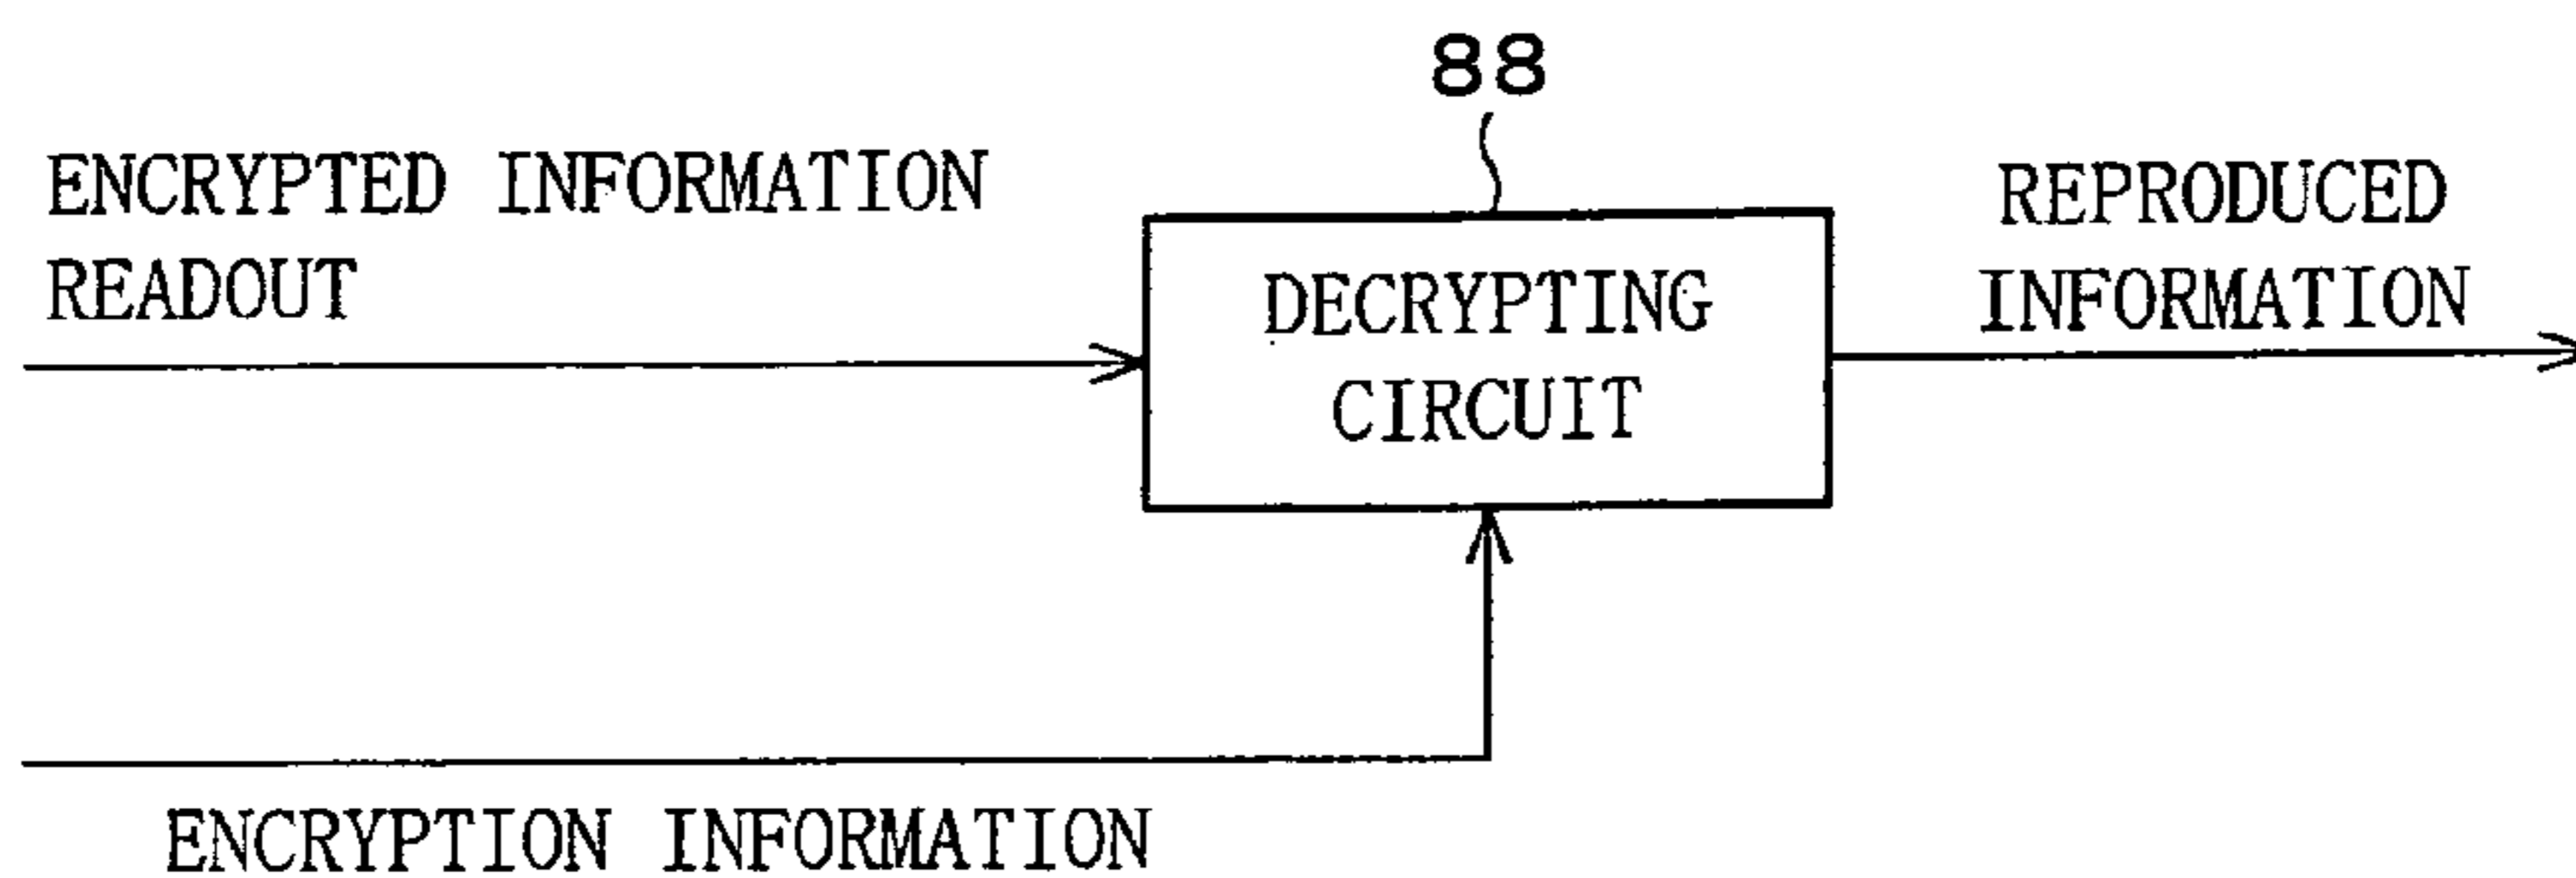 88
ENCRYPTED INFORMATION
READOUT
DECRYPTING
CIRCUIT
REPRODUCED
INFORMATION
ENCRYPTION INFORMATION